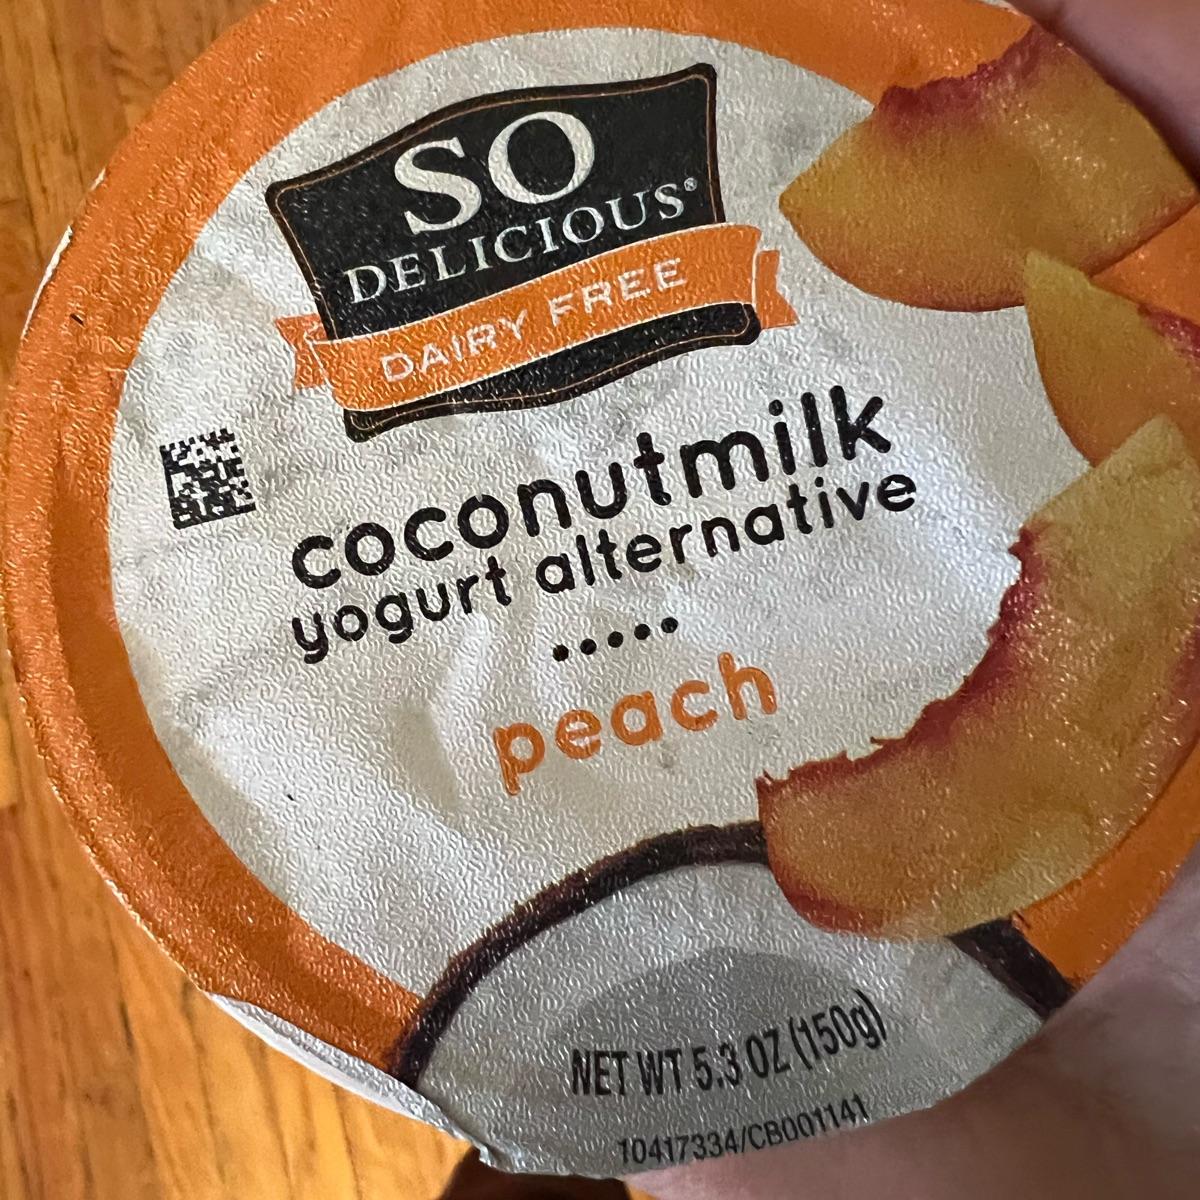 SO
DELICIOUS®
DAIRY FREE
coconutmilk
yogurt alternative
peach
NET WT 5.3 OZ (150g)
10417334/CB001141